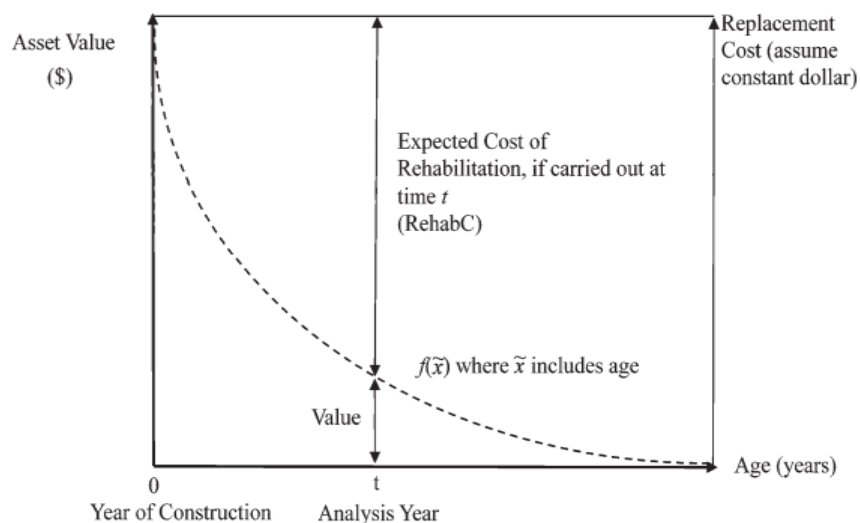 Asset Value
($)
Replacement
Cost (assume
constant dollar)
Expected Cost of
Rehabilitation, if carried out at
time t
(RehabC)
f(x̃) where x̃ includes age
Value
Age (years)
0
t
Year of Construction
Analysis Year